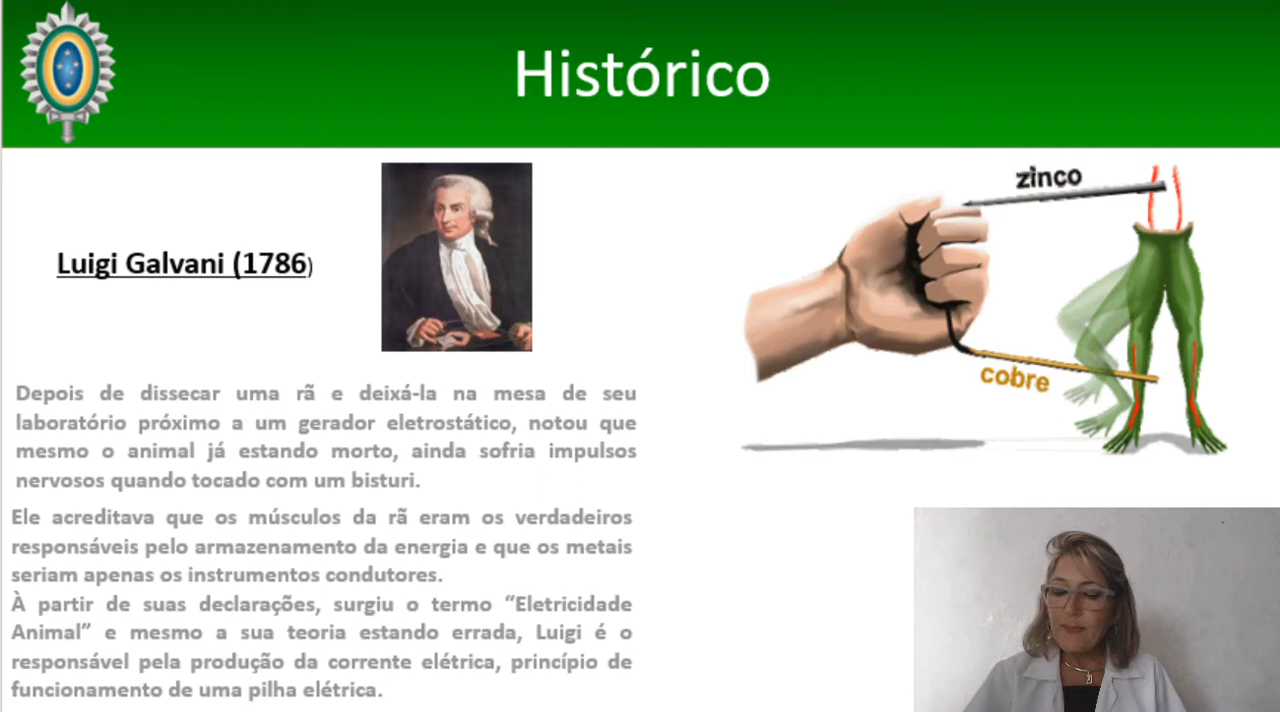 Histórico
Luigi Galvani (1786)
zinco
cobre
Depois de dissecar uma rã e deixá-la na mesa de seu
laboratório próximo a um gerador eletrostático, notou que
mesmo o animal já estando morto, ainda sofria impulsos
nervosos quando tocado com um bisturi.
Ele acreditava que os músculos da rã eram os verdadeiros
responsáveis pelo armazenamento da energia e que os metais
seriam apenas os instrumentos condutores.
À partir de suas declarações, surgiu o termo “Eletricidade
Animal” e mesmo a sua teoria estando errada, Luigi é o
responsável pela produção da corrente elétrica, princípio de
funcionamento de uma pilha elétrica.